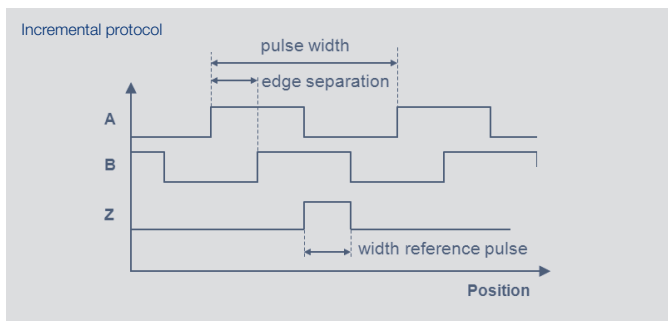 Incremental protocol
pulse width
edge separation
A
B
Z
width reference pulse
Position